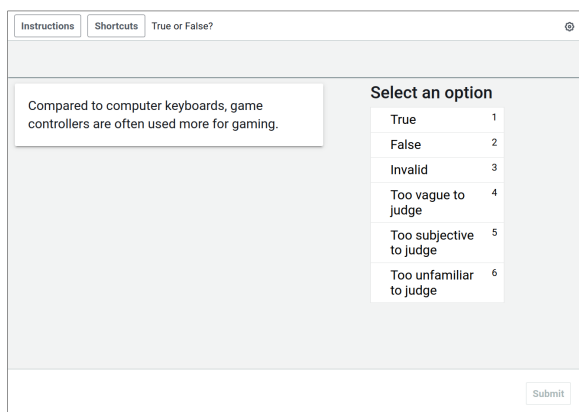 Instructions Shortcuts True or False?
Compared to computer keyboards, game
controllers are often used more for gaming.
Select an option
True 1
False 2
Invalid 3
Too vague to 4
judge
Too subjective 5
to judge
Too unfamiliar 6
to judge
Submit